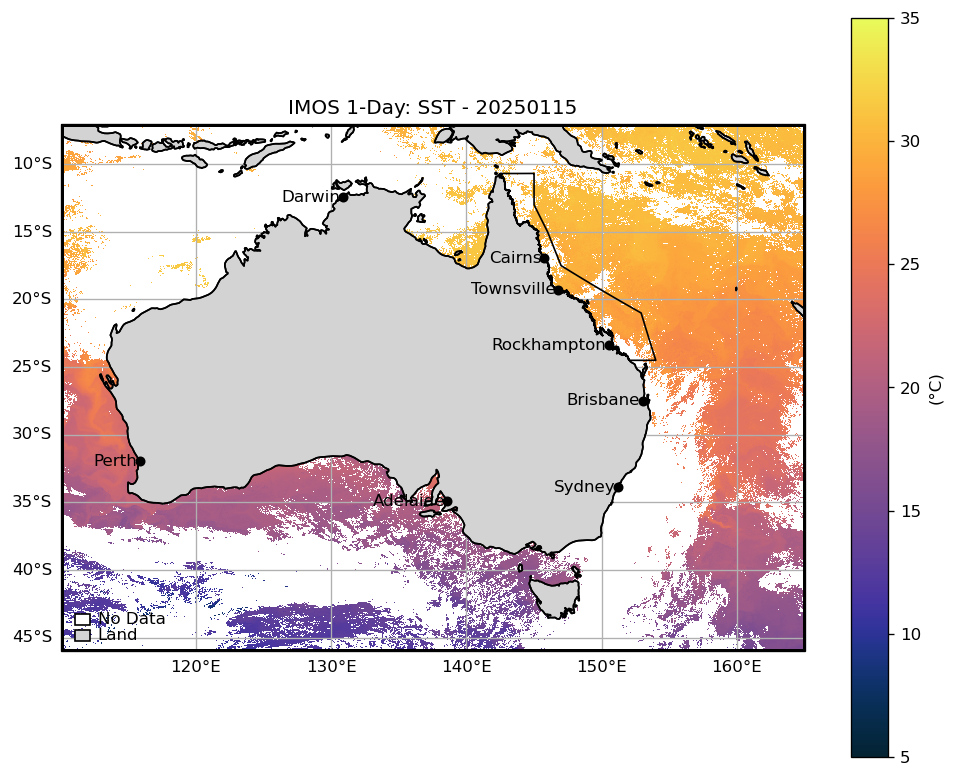 IMOS 1-Day: SST - 20250115
35
30
25
20
15
10
5
(°C)
10°S
15°S
20°S
25°S
30°S
35°S
40°S
45°S
Darwin
Cairns
Townsville
Rockhampton
Brisbane
Perth
Sydney
Adelaide
No Data
Land
120°E 130°E 140°E 150°E 160°E